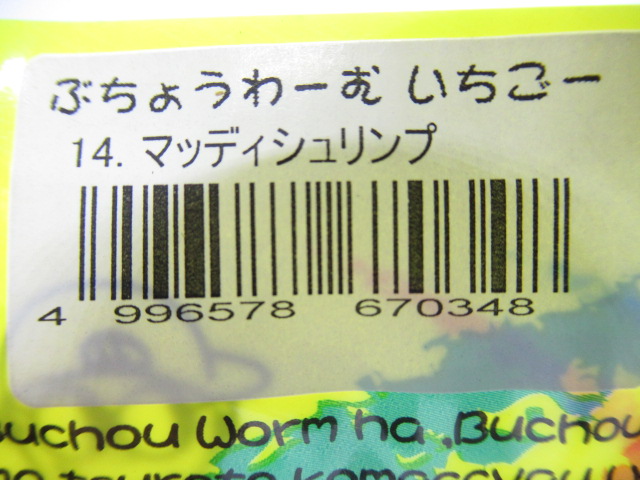 ぶちょうわーむ いちごー
14. マッディシュリンプ
4 996578 670348
Buchou Worm ha ,Buchou